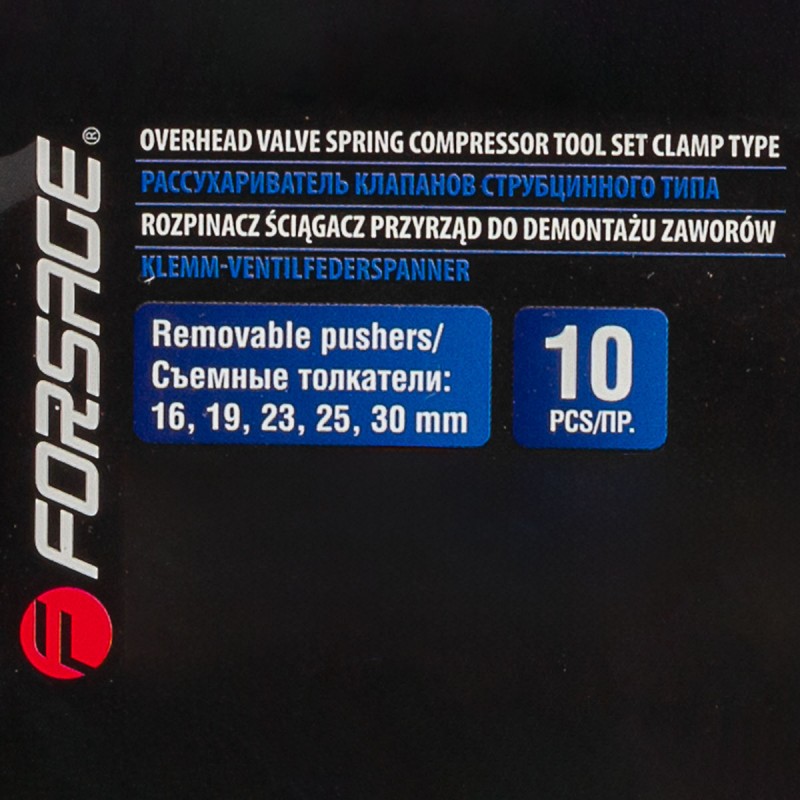 FORSAGE®
OVERHEAD VALVE SPRING COMPRESSOR TOOL SET CLAMP TYPE
РАССУХАРИВАТЕЛЬ КЛАПАНОВ СТРУБЦИННОГО ТИПА
ROZPINACZ ŚCIĄGACZ PRZYRZĄD DO DEMONTAŻU ZAWORÓW
KLEMM-VENTILFEDERSPANNER
Removable pushers/
Съемные толкатели:
16, 19, 23, 25, 30 mm
10
PCS/ПР.